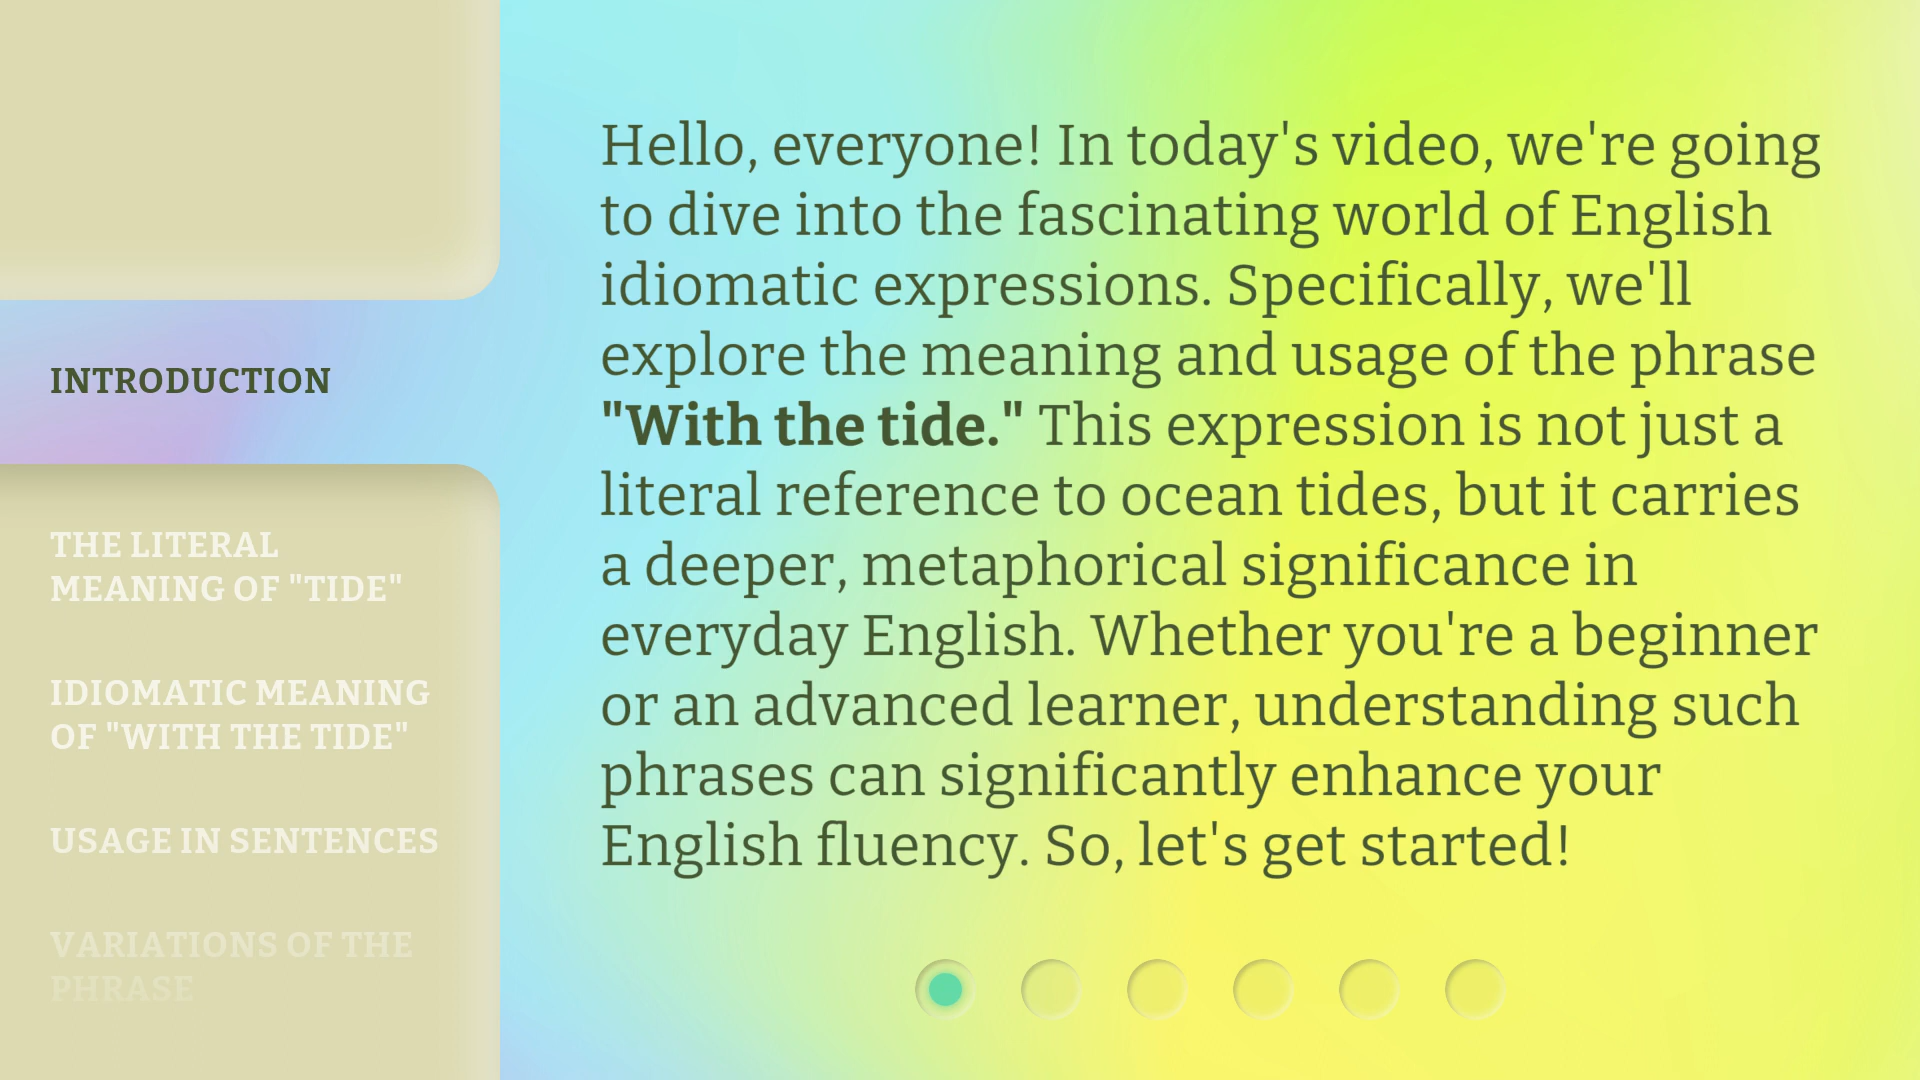 INTRODUCTION
THE LITERAL
MEANING OF "TIDE"
IDIOMATIC MEANING
OF "WITH THE TIDE"
USAGE IN SENTENCES
VARIATIONS OF THE
PHRASE
Hello, everyone! In today's video, we're going
to dive into the fascinating world of English
idiomatic expressions. Specifically, we'll
explore the meaning and usage of the phrase
"With the tide." This expression is not just a
literal reference to ocean tides, but it carries
a deeper, metaphorical significance in
everyday English. Whether you're a beginner
or an advanced learner, understanding such
phrases can significantly enhance your
English fluency. So, let's get started!